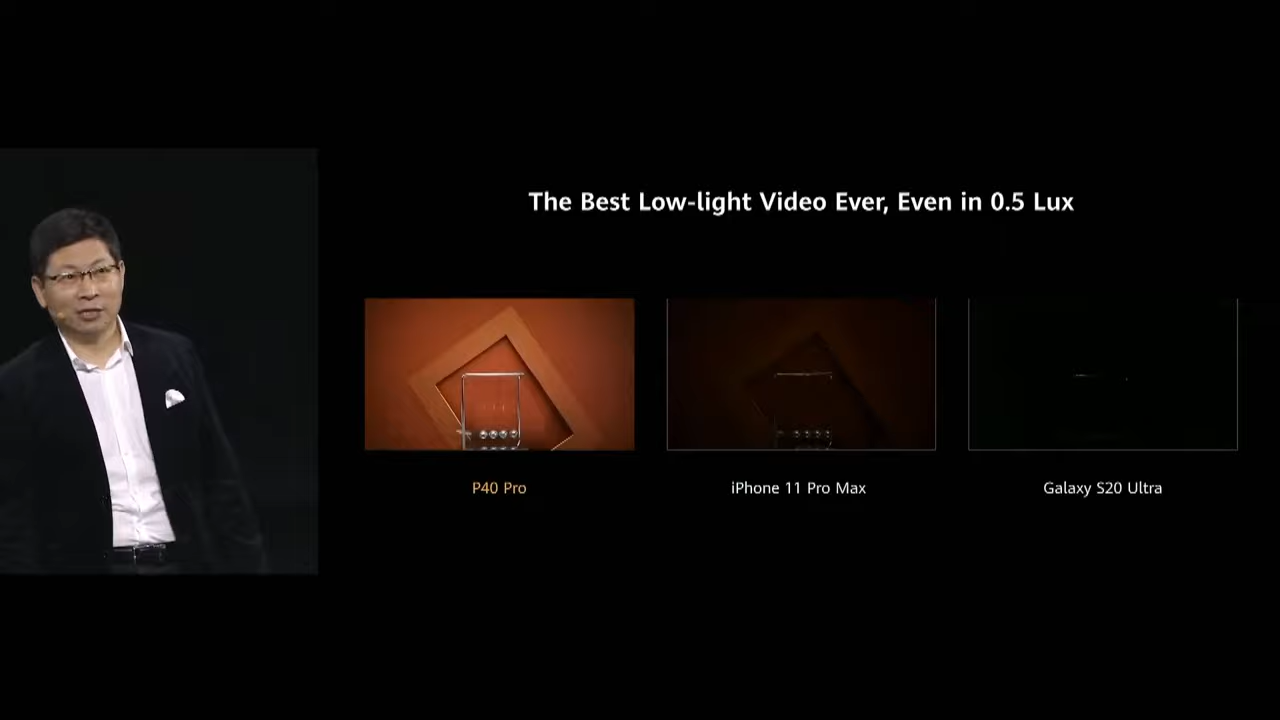 The Best Low-light Video Ever, Even in 0.5 Lux
P40 Pro
iPhone 11 Pro Max
Galaxy S20 Ultra